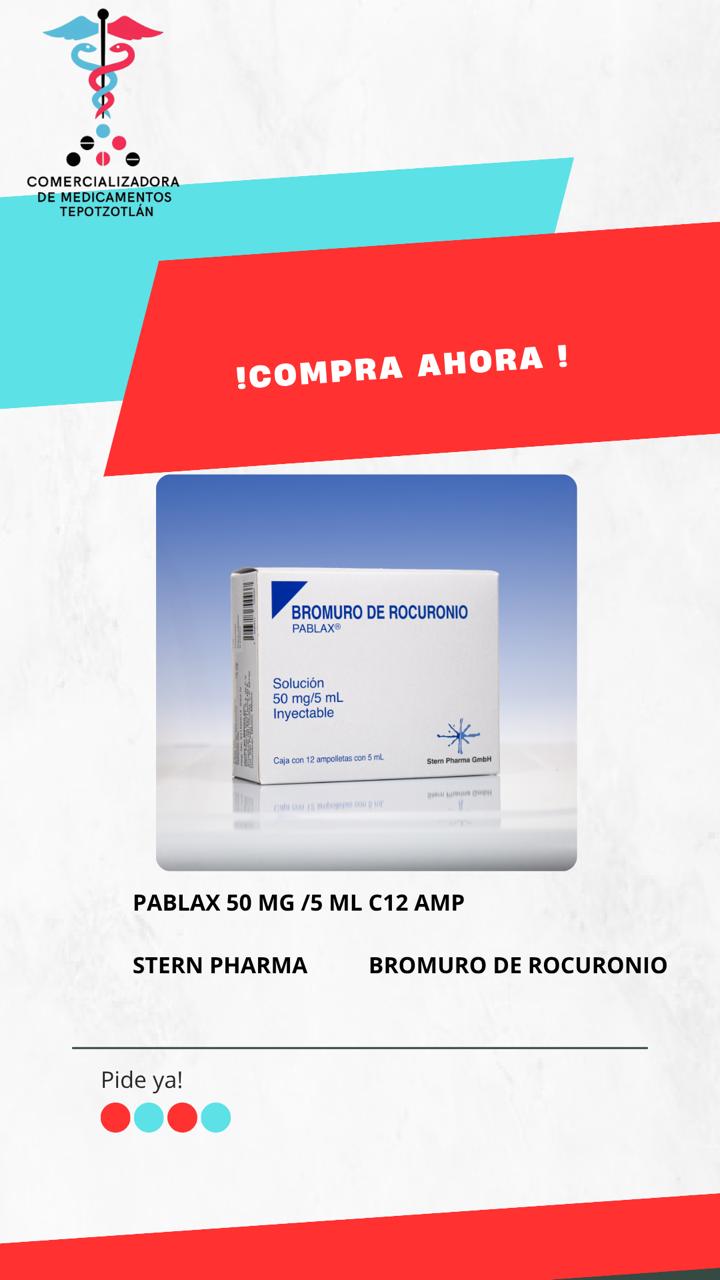 COMERCIALIZADORA
DE MEDICAMENTOS
TEPOTZOTLÁN
!COMPRA AHORA !
BROMURO DE ROCURONIO
PABLAX®
Solución
50 mg/5 mL
Inyectable
Caja con 12 ampolletas con 5 mL
Stern Pharma GmbH
PABLAX 50 MG /5 ML C12 AMP
STERN PHARMA BROMURO DE ROCURONIO
Pide ya!